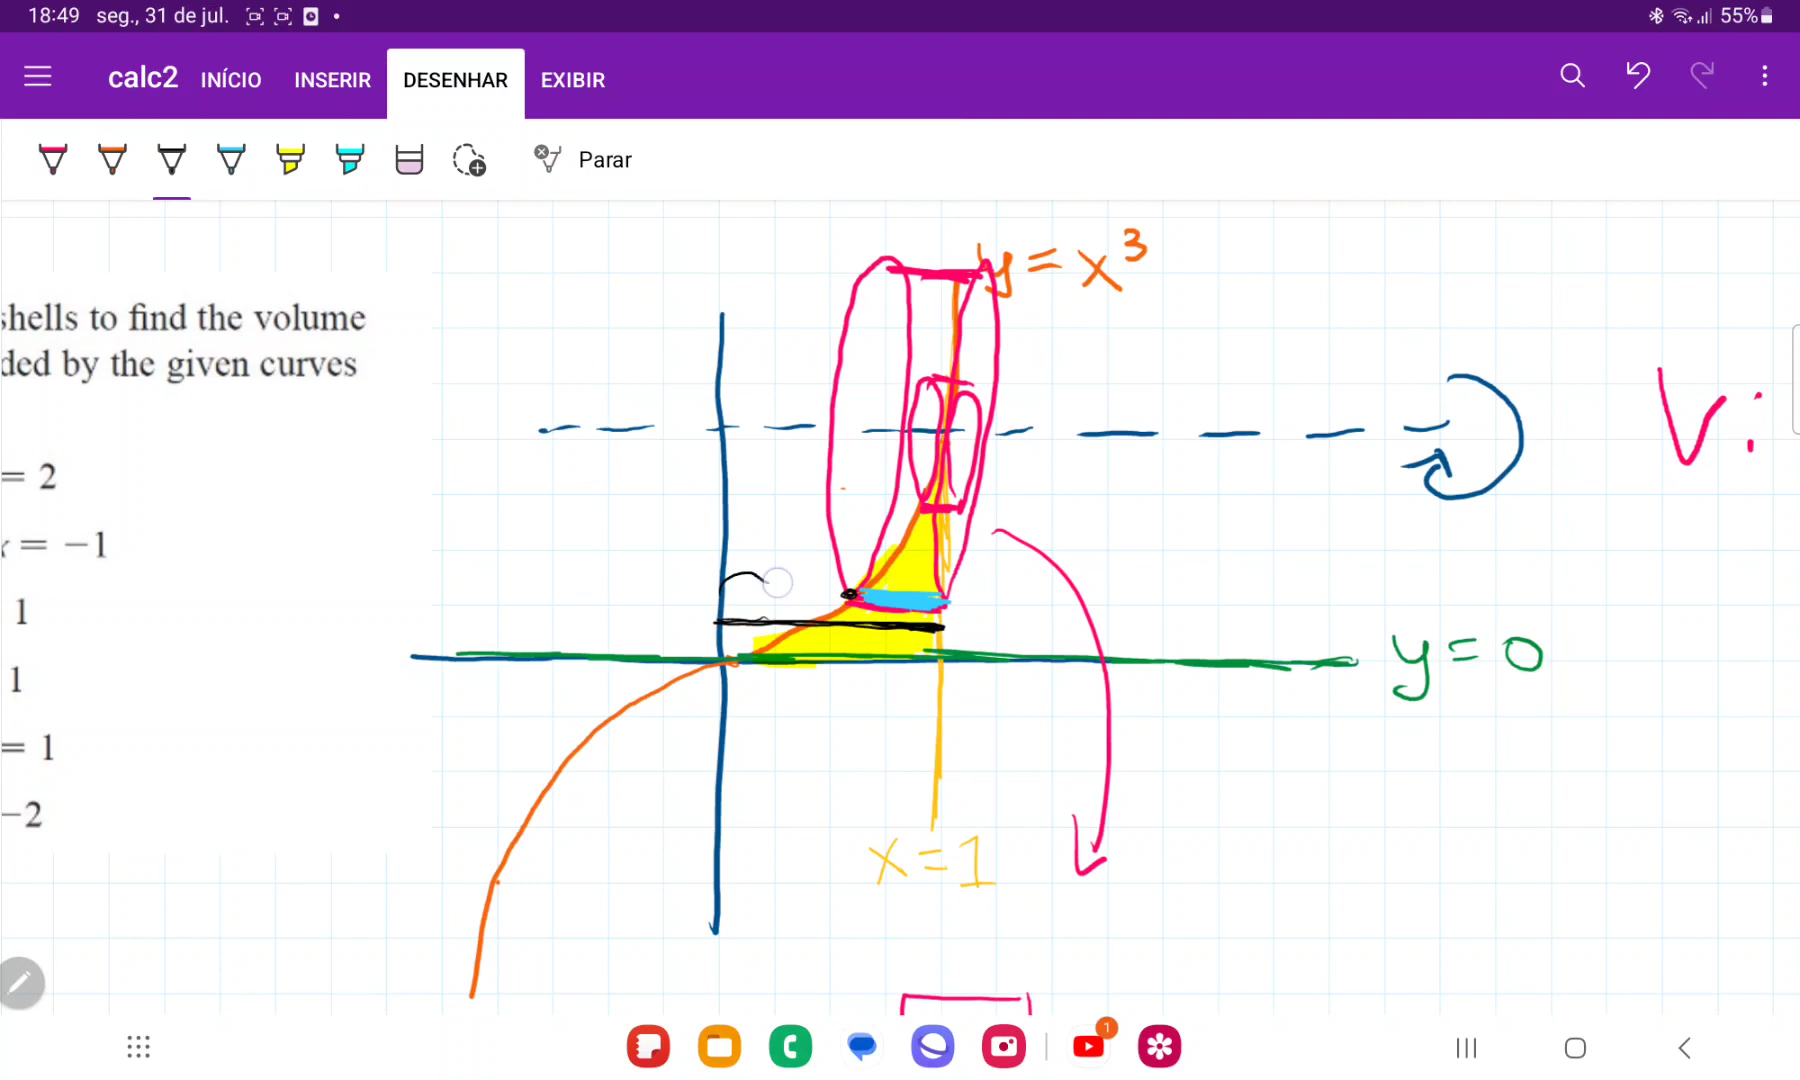 18:49 seg., 31 de jul.
55%
calc2 INÍCIO INSERIR DESENHAR EXIBIR
Parar
shells to find the volume
ded by the given curves
= 2
x = −1
1
1
= 1
−2
y = x³
V:
y = 0
x = 1
1